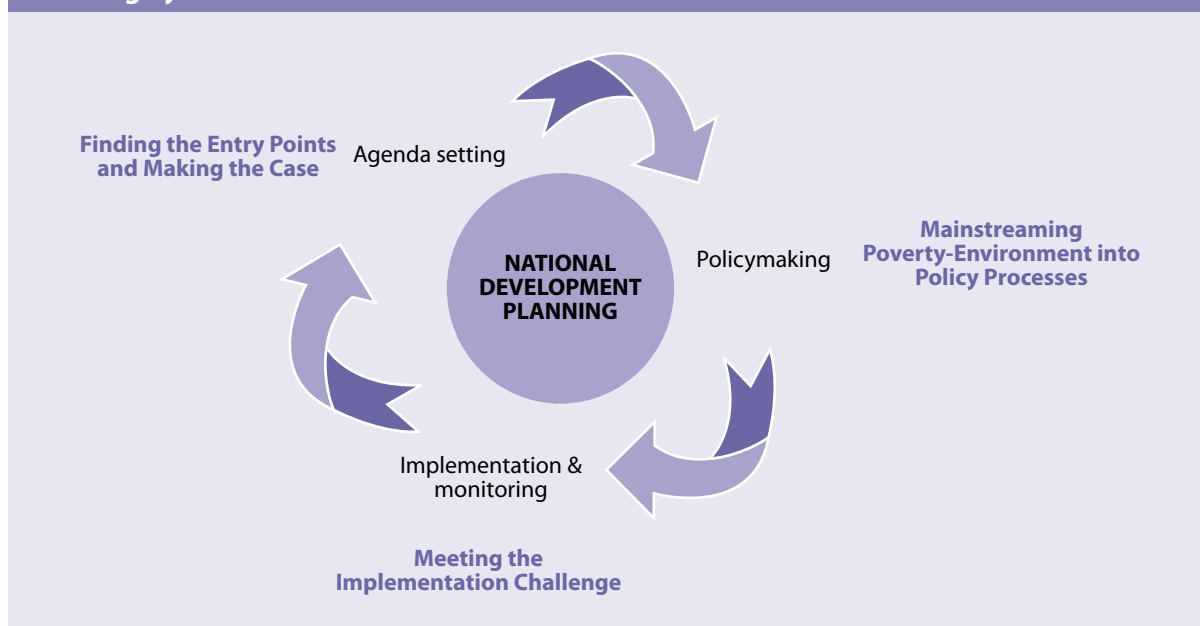 Finding the Entry Points
and Making the Case
Agenda setting
NATIONAL
DEVELOPMENT
PLANNING
Policymaking
Mainstreaming
Poverty-Environment into
Policy Processes
Implementation &
monitoring
Meeting the
Implementation Challenge